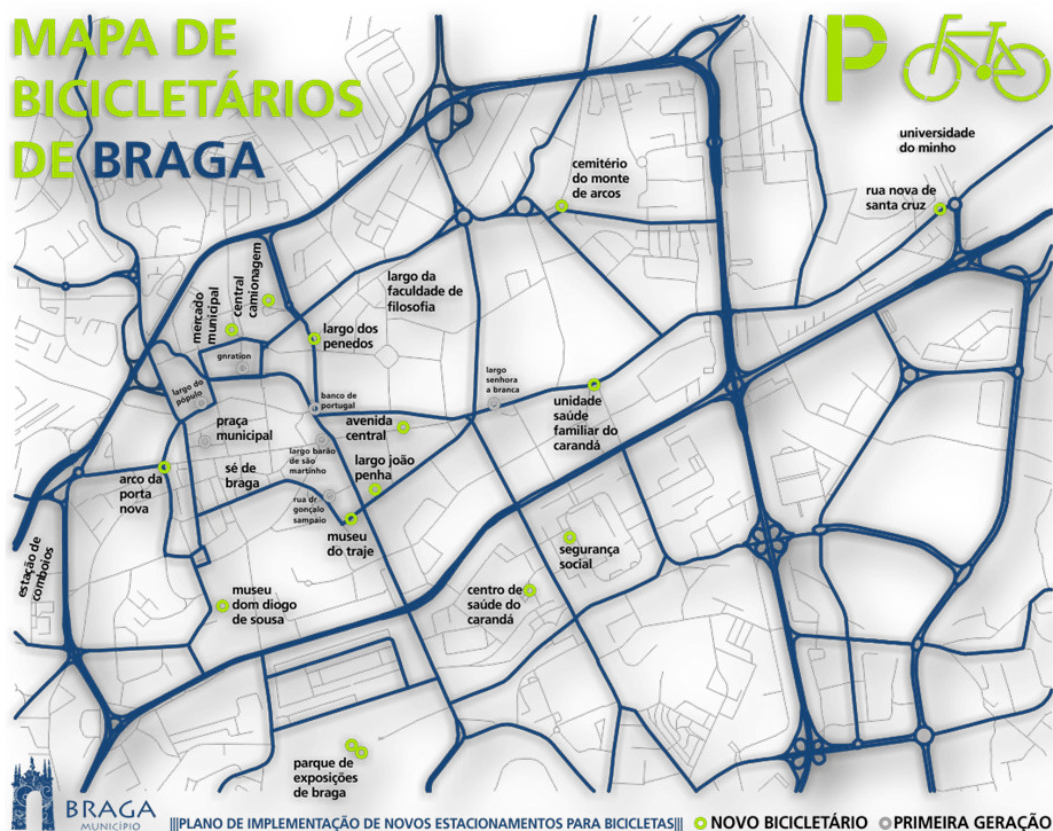 MAPA DE
BICICLETÁRIOS
DE BRAGA
P
universidade
do minho
cemitério
do monte
de arcos
rua nova de
santa cruz
mercado
municipal
central
camionagem
largo da
faculdade de
filosofia
largo dos
penedos
gnration
largo do
pópulo
largo
senhora
a branca
banco de
portugal
praça
municipal
avenida
central
unidade
saúde
familiar do
carandá
largo barão
de são
martinho
largo joão
penha
arco da
porta
nova
sé de
braga
rua dr
gonçalo
sampaio
museu
do traje
estação de
comboios
segurança
social
museu
dom diogo
de sousa
centro de
saúde do
carandá
parque de
exposições
de braga
BRAGA
MUNICÍPIO
|||PLANO DE IMPLEMENTAÇÃO DE NOVOS ESTACIONAMENTOS PARA BICICLETAS|||
NOVO BICICLETÁRIO
PRIMEIRA GERAÇÃO